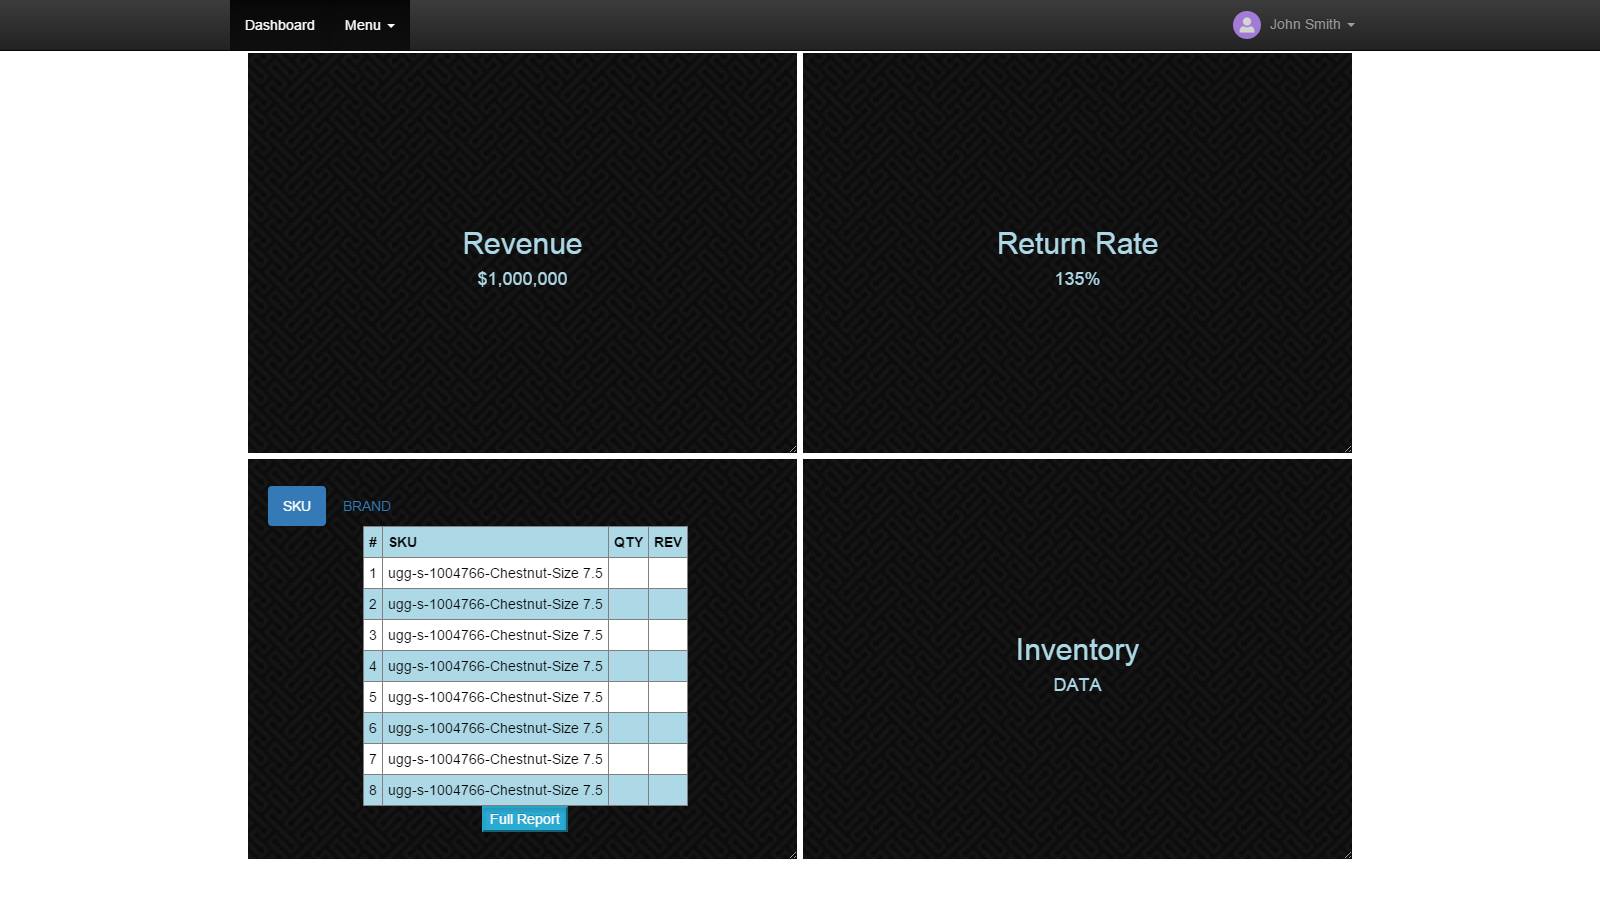 Dashboard Menu John Smith
Revenue
$1,000,000
Return Rate
135%
SKU BRAND
# SKU QTY REV
1 ugg-s-1004766-Chestnut-Size 7.5
2 ugg-s-1004766-Chestnut-Size 7.5
3 ugg-s-1004766-Chestnut-Size 7.5
4 ugg-s-1004766-Chestnut-Size 7.5
5 ugg-s-1004766-Chestnut-Size 7.5
6 ugg-s-1004766-Chestnut-Size 7.5
7 ugg-s-1004766-Chestnut-Size 7.5
8 ugg-s-1004766-Chestnut-Size 7.5
Full Report
Inventory
DATA